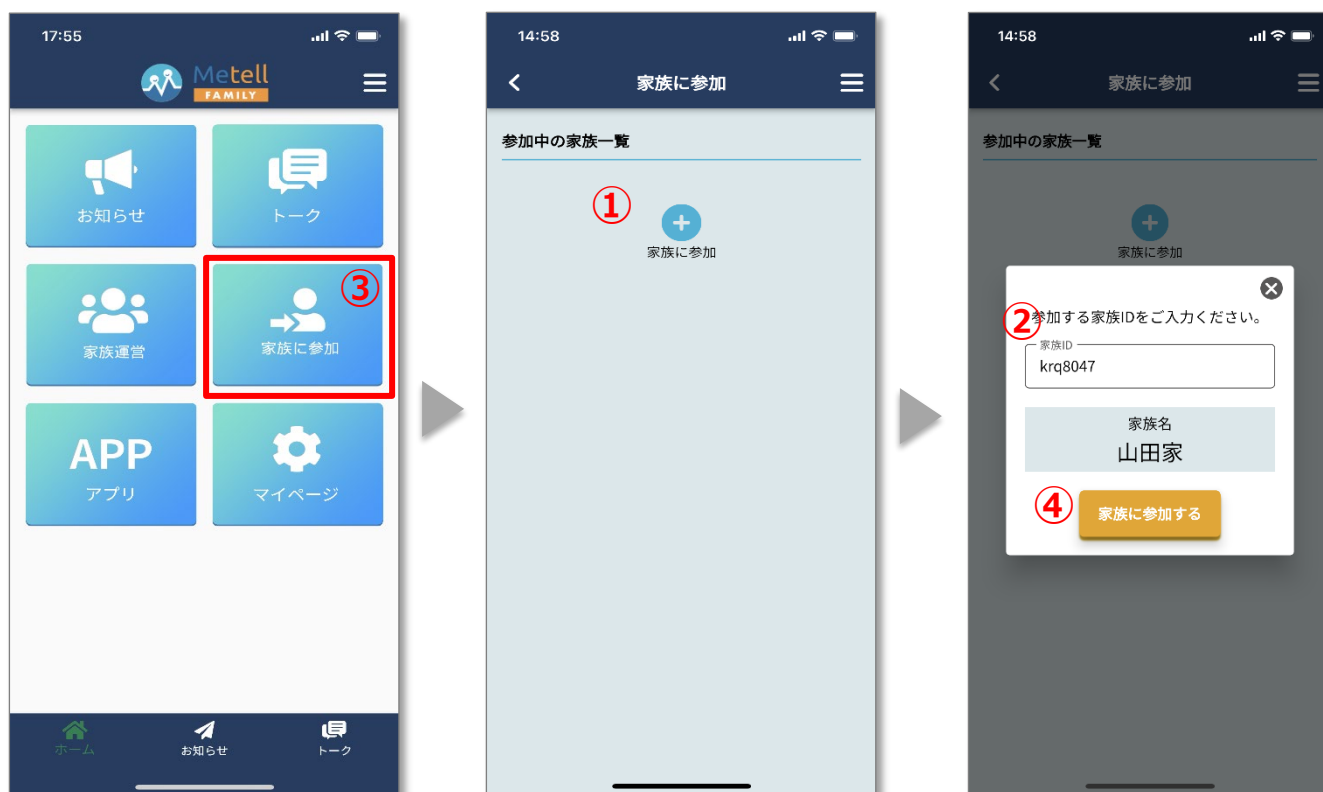 17:55
Metell
FAMILY
お知らせ
トーク
家族運営
③
家族に参加
APP
アプリ
マイページ
ホーム
お知らせ
トーク
14:58
家族に参加
参加中の家族一覧
①
家族に参加
14:58
家族に参加
参加中の家族一覧
家族に参加
②
参加する家族IDをご入力ください。
家族ID
krq8047
家族名
山田家
④
家族に参加する